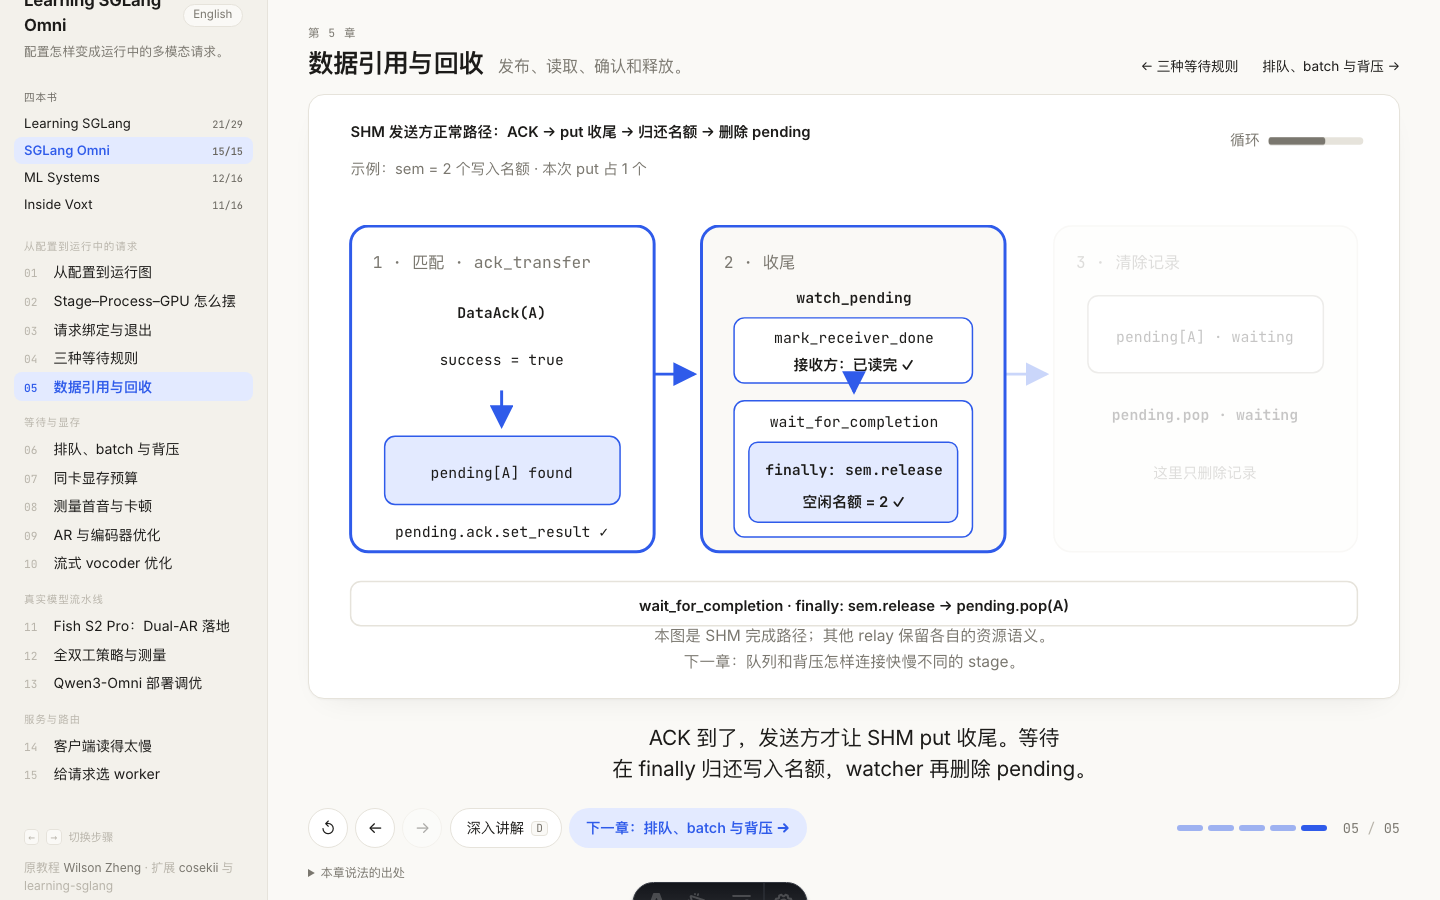 Learning SGLang
Omni
English
配置怎样变成运行中的多模态请求。
四本书
Learning SGLang 21/29
SGLang Omni 15/15
ML Systems 12/16
Inside Voxt 11/16
从配置到运行中的请求
01 从配置到运行图
02 Stage–Process–GPU 怎么摆
03 请求绑定与退出
04 三种等待规则
05 数据引用与回收
等待与显存
06 排队、batch 与背压
07 同卡显存预算
08 测量首音与卡顿
09 AR 与编码器优化
10 流式 vocoder 优化
真实模型流水线
11 Fish S2 Pro：Dual-AR 落地
12 全双工策略与测量
13 Qwen3-Omni 部署调优
服务与路由
14 客户端读得太慢
15 给请求选 worker
← → 切换步骤
原教程 Wilson Zheng · 扩展 cosekii 与
learning-sglang
第 5 章
数据引用与回收 发布、读取、确认和释放。
← 三种等待规则 排队、batch 与背压 →
SHM 发送方正常路径：ACK → put 收尾 → 归还名额 → 删除 pending
循环
示例：sem = 2 个写入名额 · 本次 put 占 1 个
1 · 匹配 · ack_transfer
DataAck(A)
success = true
pending[A] found
pending.ack.set_result ✓
2 · 收尾
watch_pending
mark_receiver_done
接收方：已读完 ✓
wait_for_completion
finally: sem.release
空闲名额 = 2 ✓
3 · 清除记录
pending[A] · waiting
pending.pop · waiting
这里只删除记录
wait_for_completion · finally: sem.release → pending.pop(A)
本图是 SHM 完成路径；其他 relay 保留各自的资源语义。
下一章：队列和背压怎样连接快慢不同的 stage。
ACK 到了，发送方才让 SHM put 收尾。等待
在 finally 归还写入名额，watcher 再删除 pending。
深入讲解 D
下一章：排队、batch 与背压 →
05 / 05
▶ 本章说法的出处